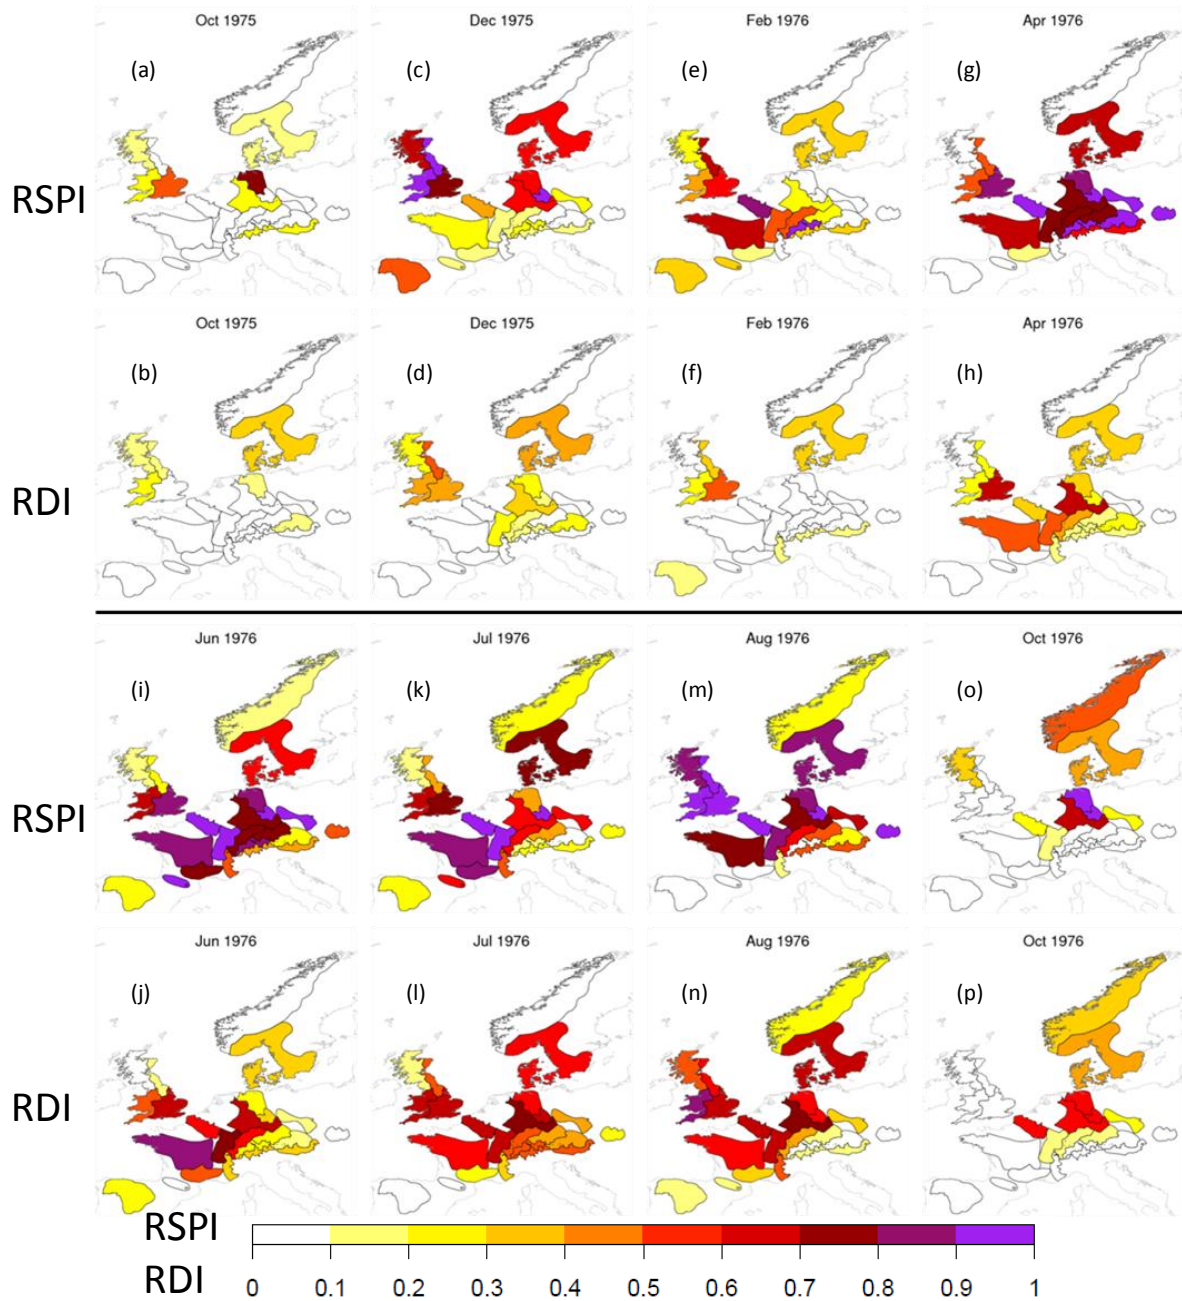 Oct 1975 Dec 1975 Feb 1976 Apr 1976
(a) (c) (e) (g)
RSPI
Oct 1975 Dec 1975 Feb 1976 Apr 1976
(b) (d) (f) (h)
RDI
Jun 1976 Jul 1976 Aug 1976 Oct 1976
(i) (k) (m) (o)
RSPI
Jun 1976 Jul 1976 Aug 1976 Oct 1976
(j) (l) (n) (p)
RDI
RSPI
RDI 0 0.1 0.2 0.3 0.4 0.5 0.6 0.7 0.8 0.9 1